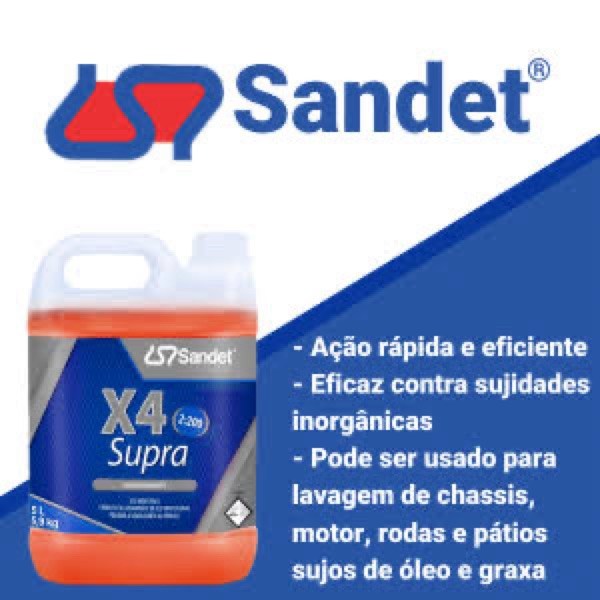 Sandet®
Sandet
X4
2:200
Supra
5 L
5,9 kg
- Ação rápida e eficiente
- Eficaz contra sujidades
inorgânicas
- Pode ser usado para
lavagem de chassis,
motor, rodas e pátios
sujos de óleo e graxa